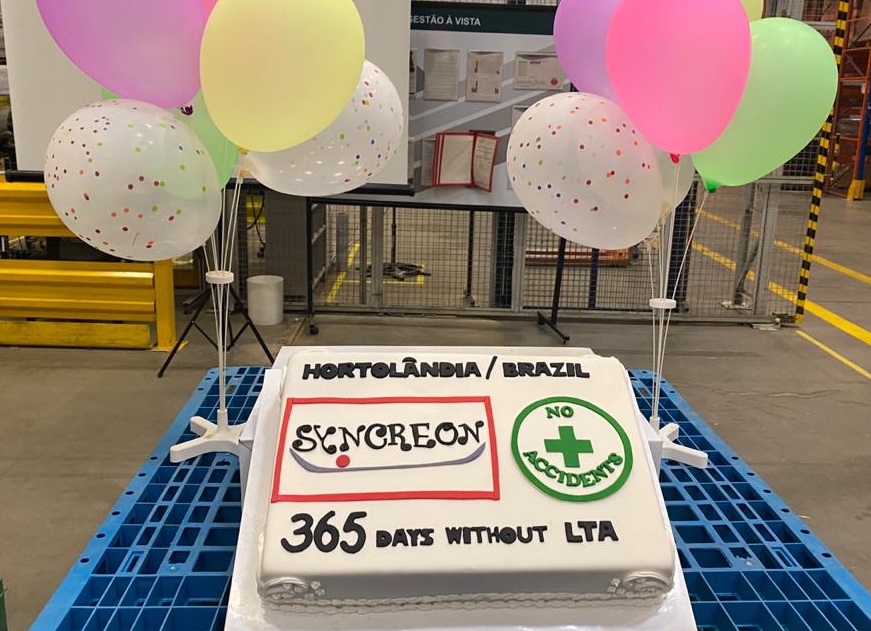 GESTÃO À VISTA
HORTOLÂNDIA / BRAZIL
SYNCREON
NO
ACCIDENTS
365 DAYS WITHOUT LTA